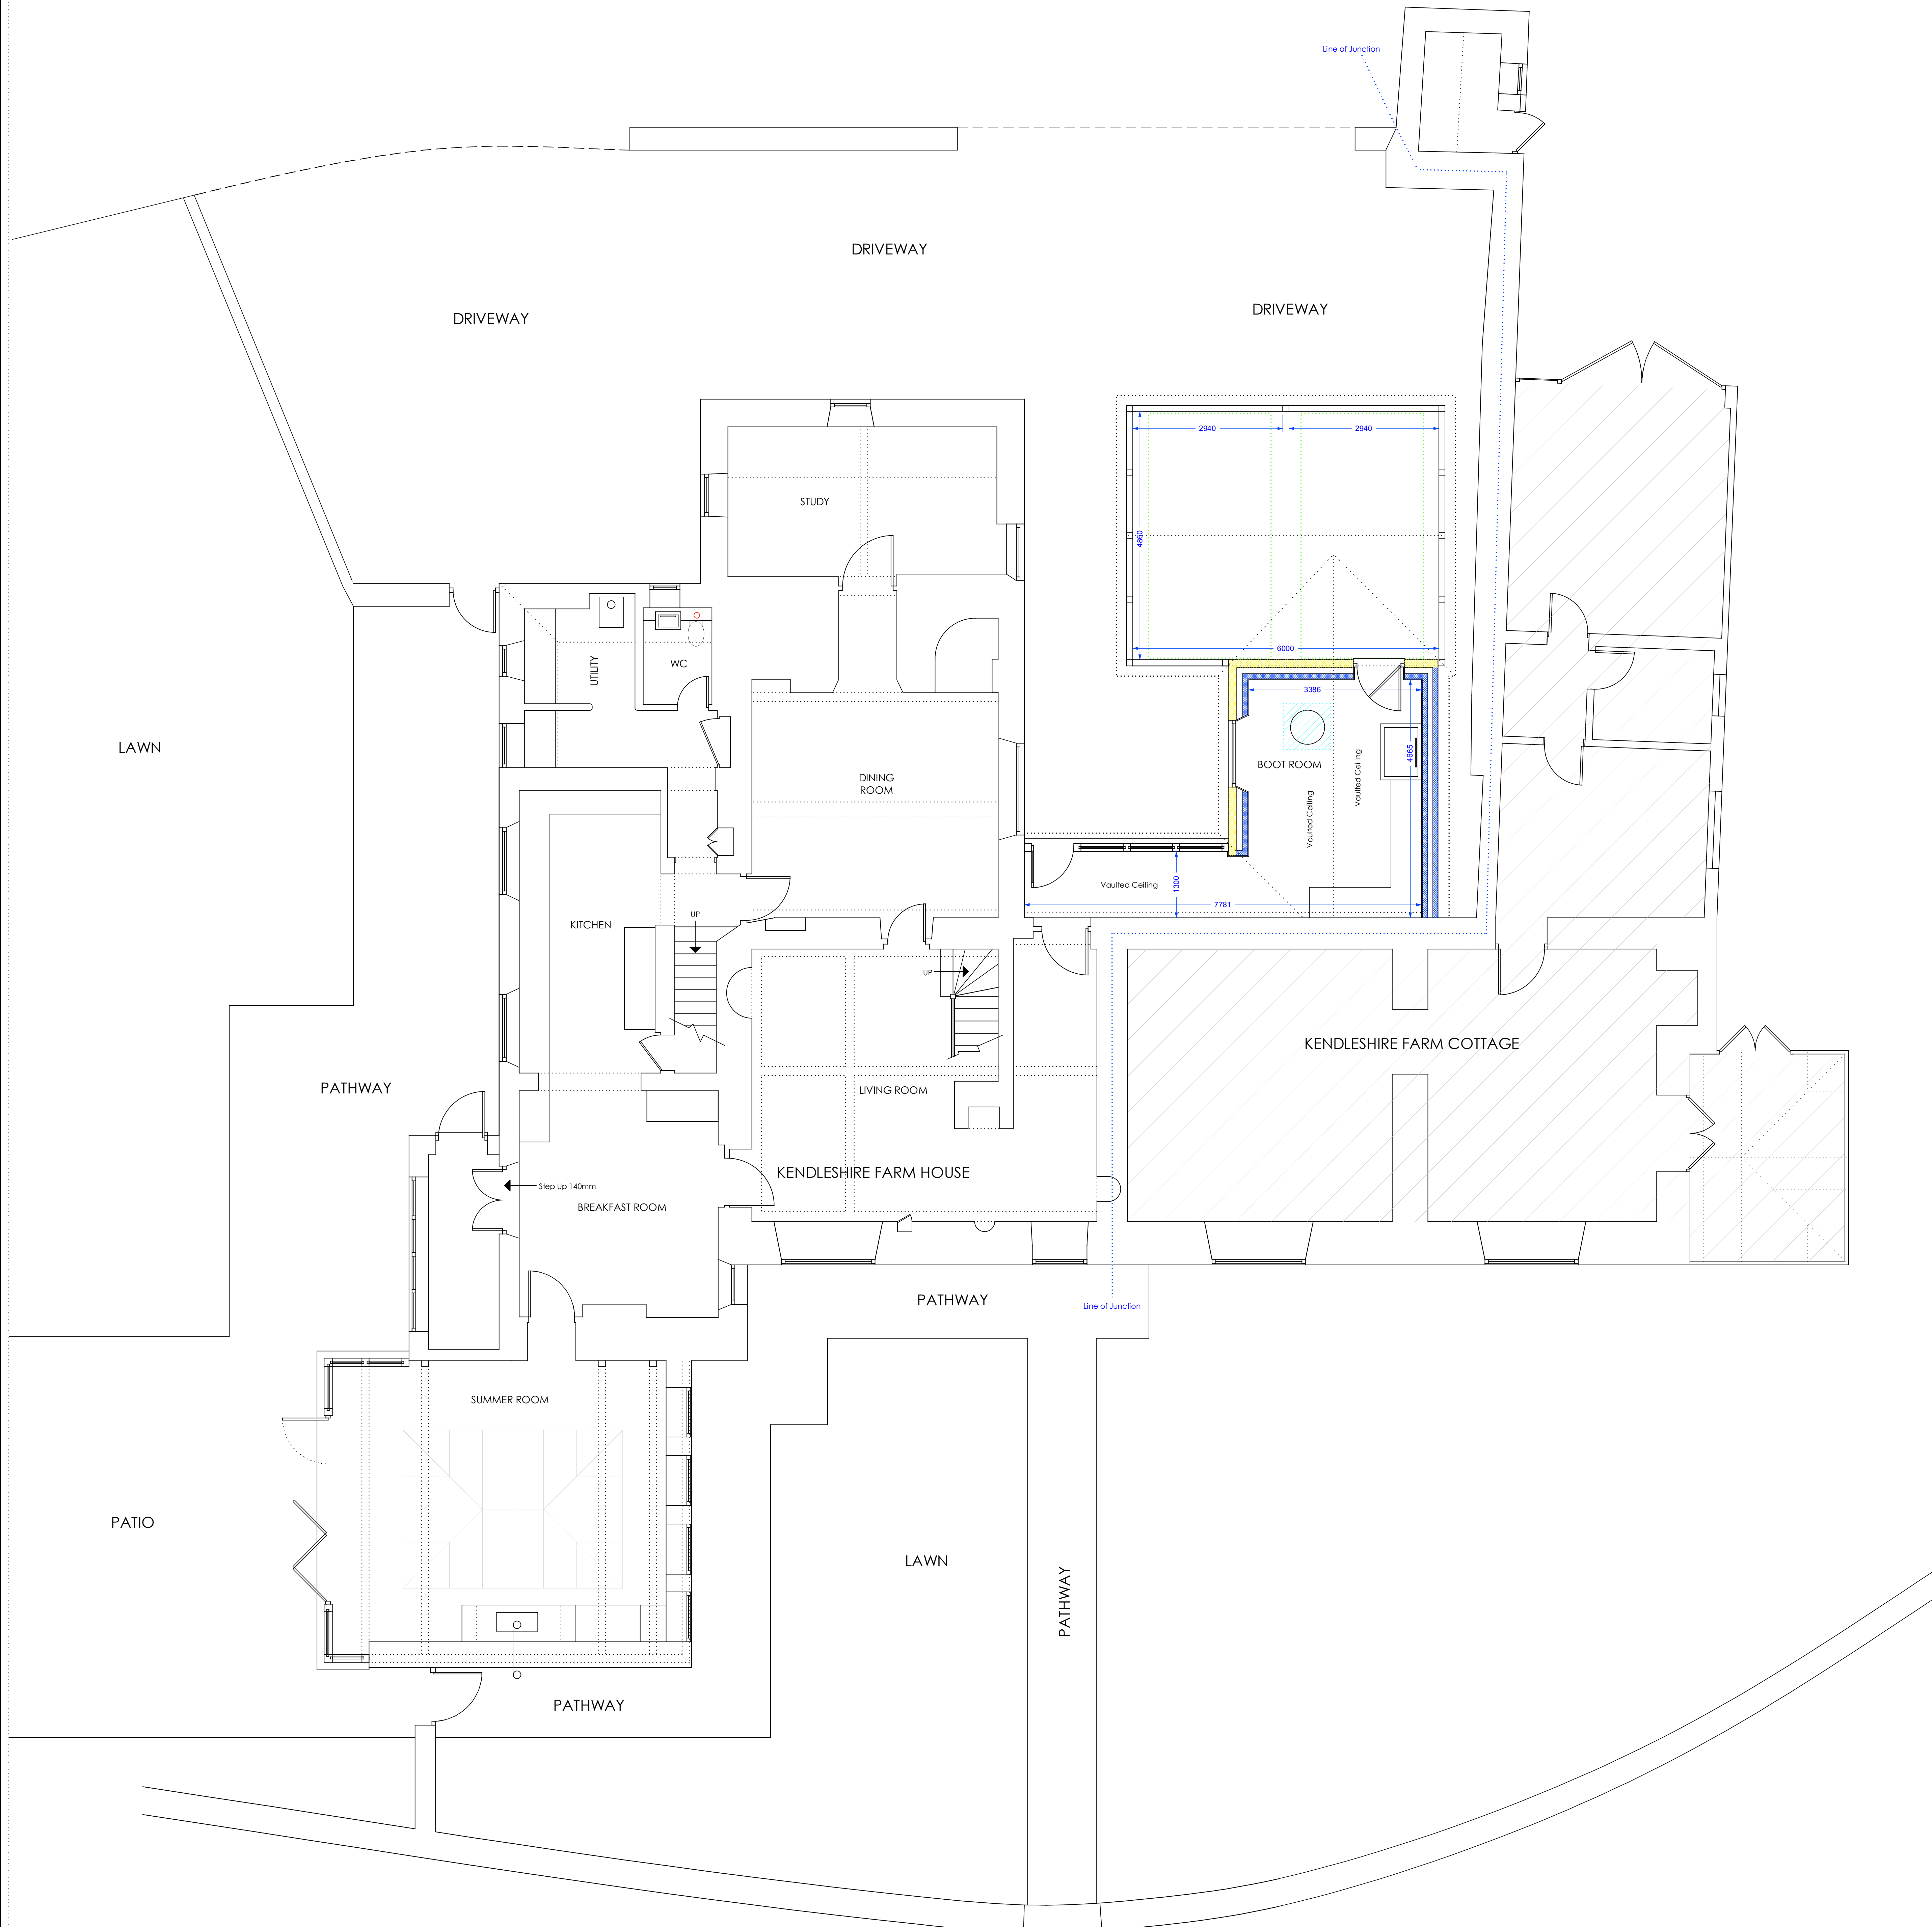 Line of Junction
DRIVEWAY
DRIVEWAY
DRIVEWAY
2940
2940
4860
STUDY
6000
UTILITY
WC
3386
LAWN
DINING
ROOM
BOOT ROOM
4665
Vaulted Ceiling
Vaulted Ceiling
Vaulted Ceiling
1300
7781
KITCHEN
UP
UP
KENDLESHIRE FARM COTTAGE
PATHWAY
LIVING ROOM
KENDLESHIRE FARM HOUSE
Step Up 140mm
BREAKFAST ROOM
PATHWAY
Line of Junction
SUMMER ROOM
PATIO
LAWN
PATHWAY
PATHWAY